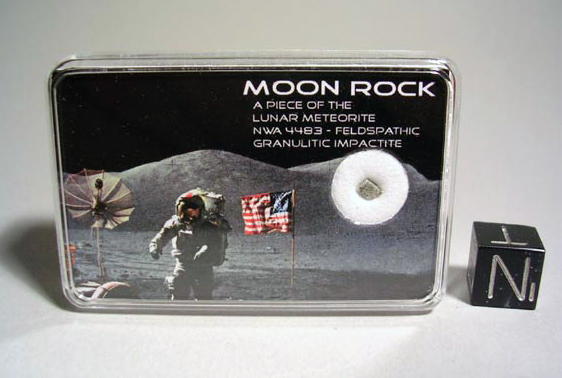 MOON ROCK
A PIECE OF THE
LUNAR METEORITE
NWA 4483 - FELDSPATHIC
GRANULITIC IMPACTITE
T
N